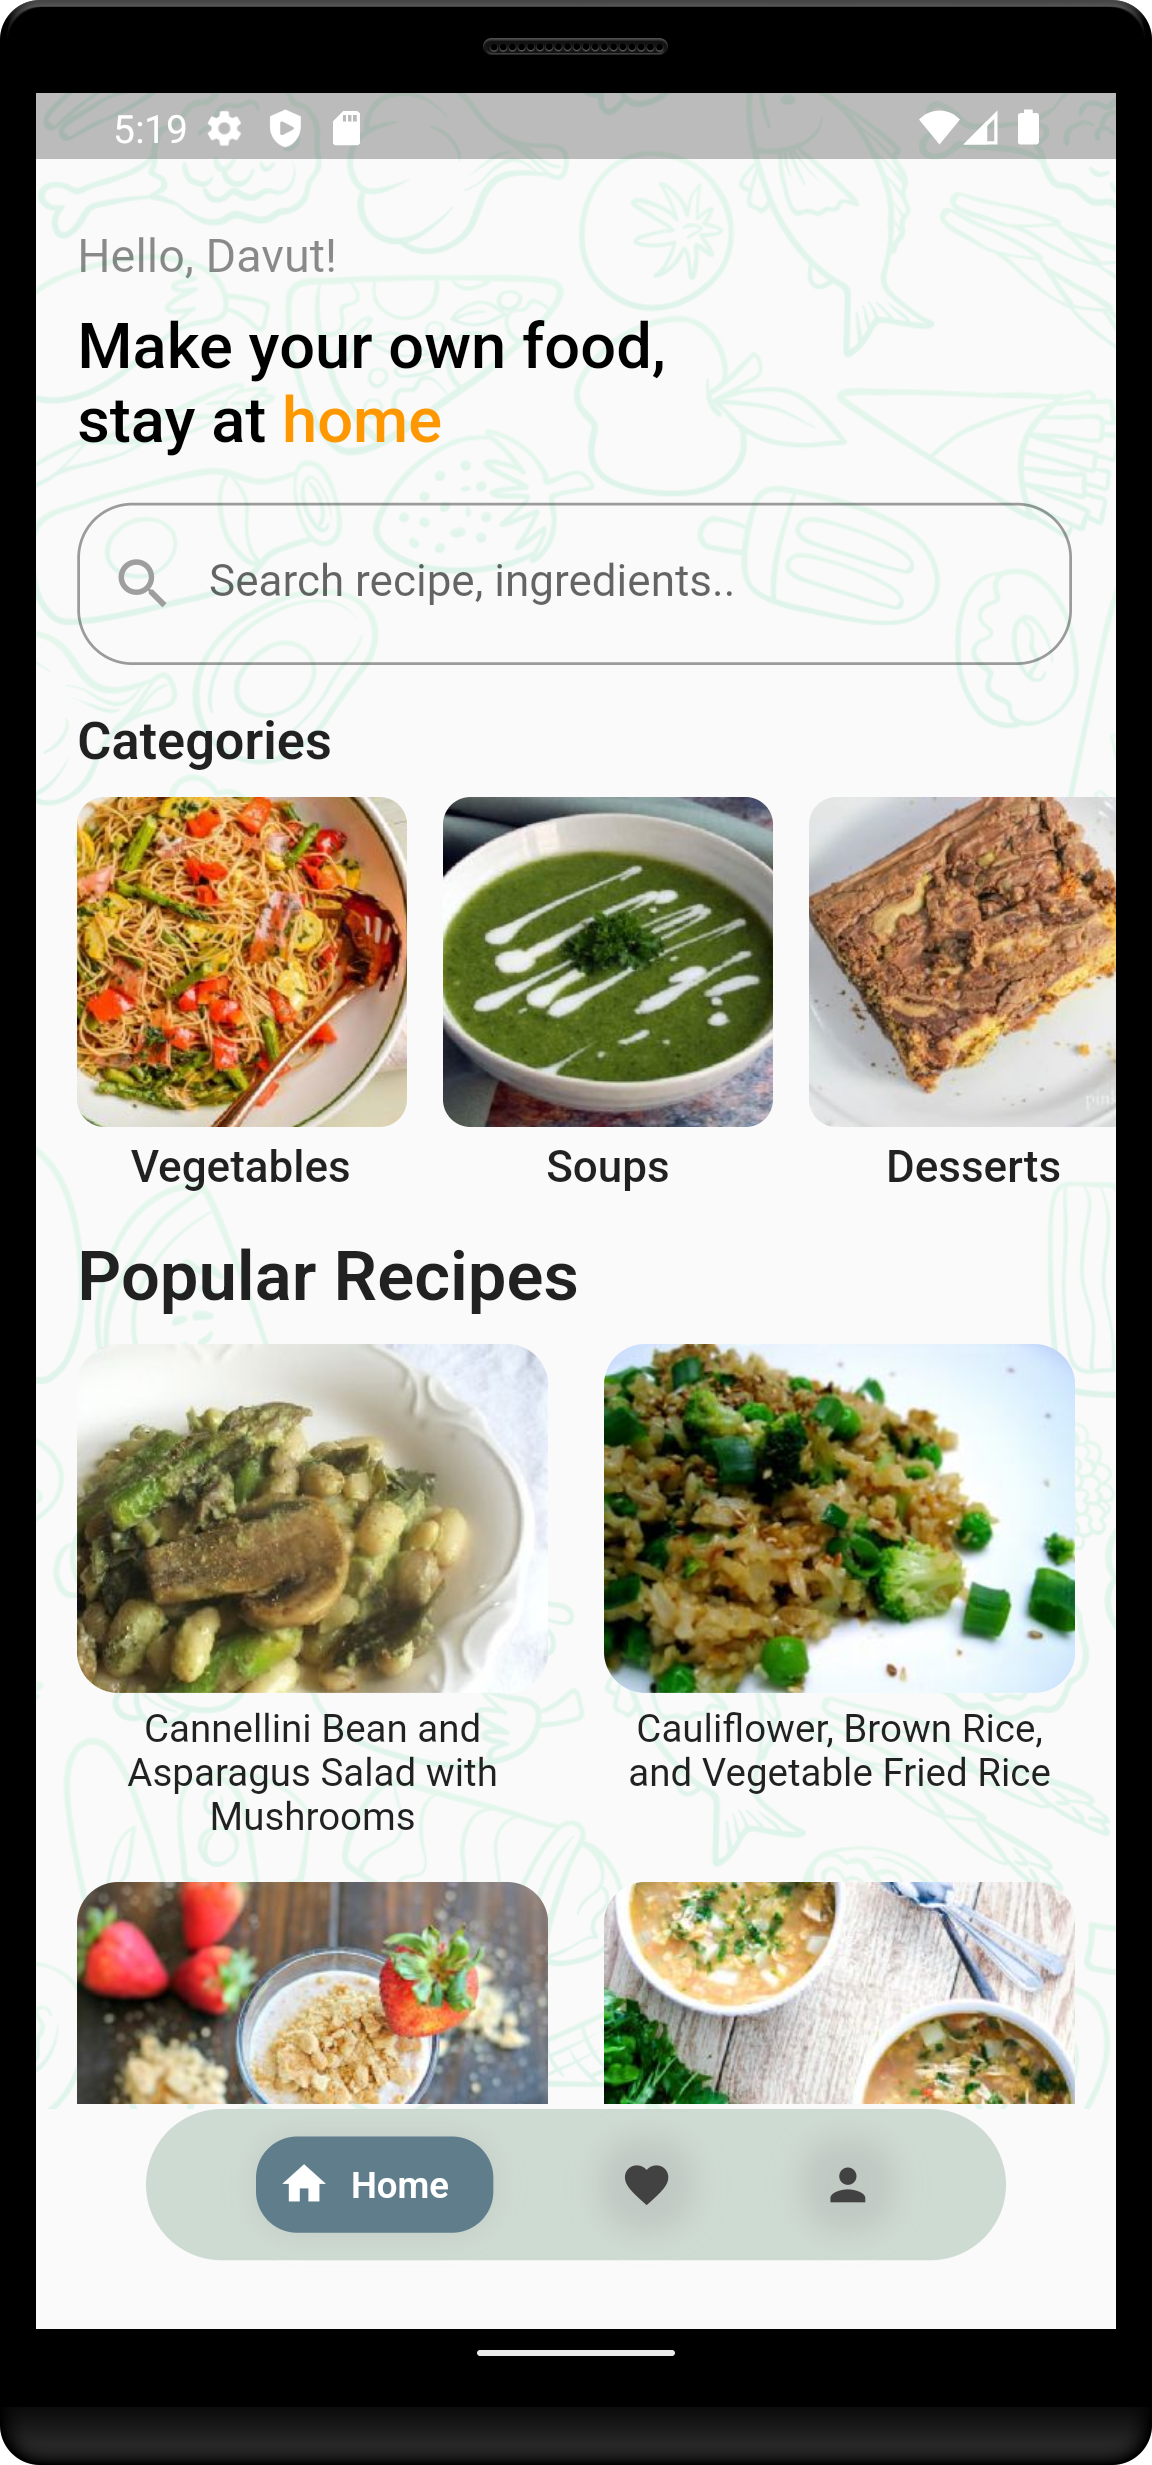 5:19
Hello, Davut!
Make your own food,
stay at home
Search recipe, ingredients..
Categories
Vegetables
Soups
Desserts
Popular Recipes
Cannellini Bean and
Asparagus Salad with
Mushrooms
Cauliflower, Brown Rice,
and Vegetable Fried Rice
Home